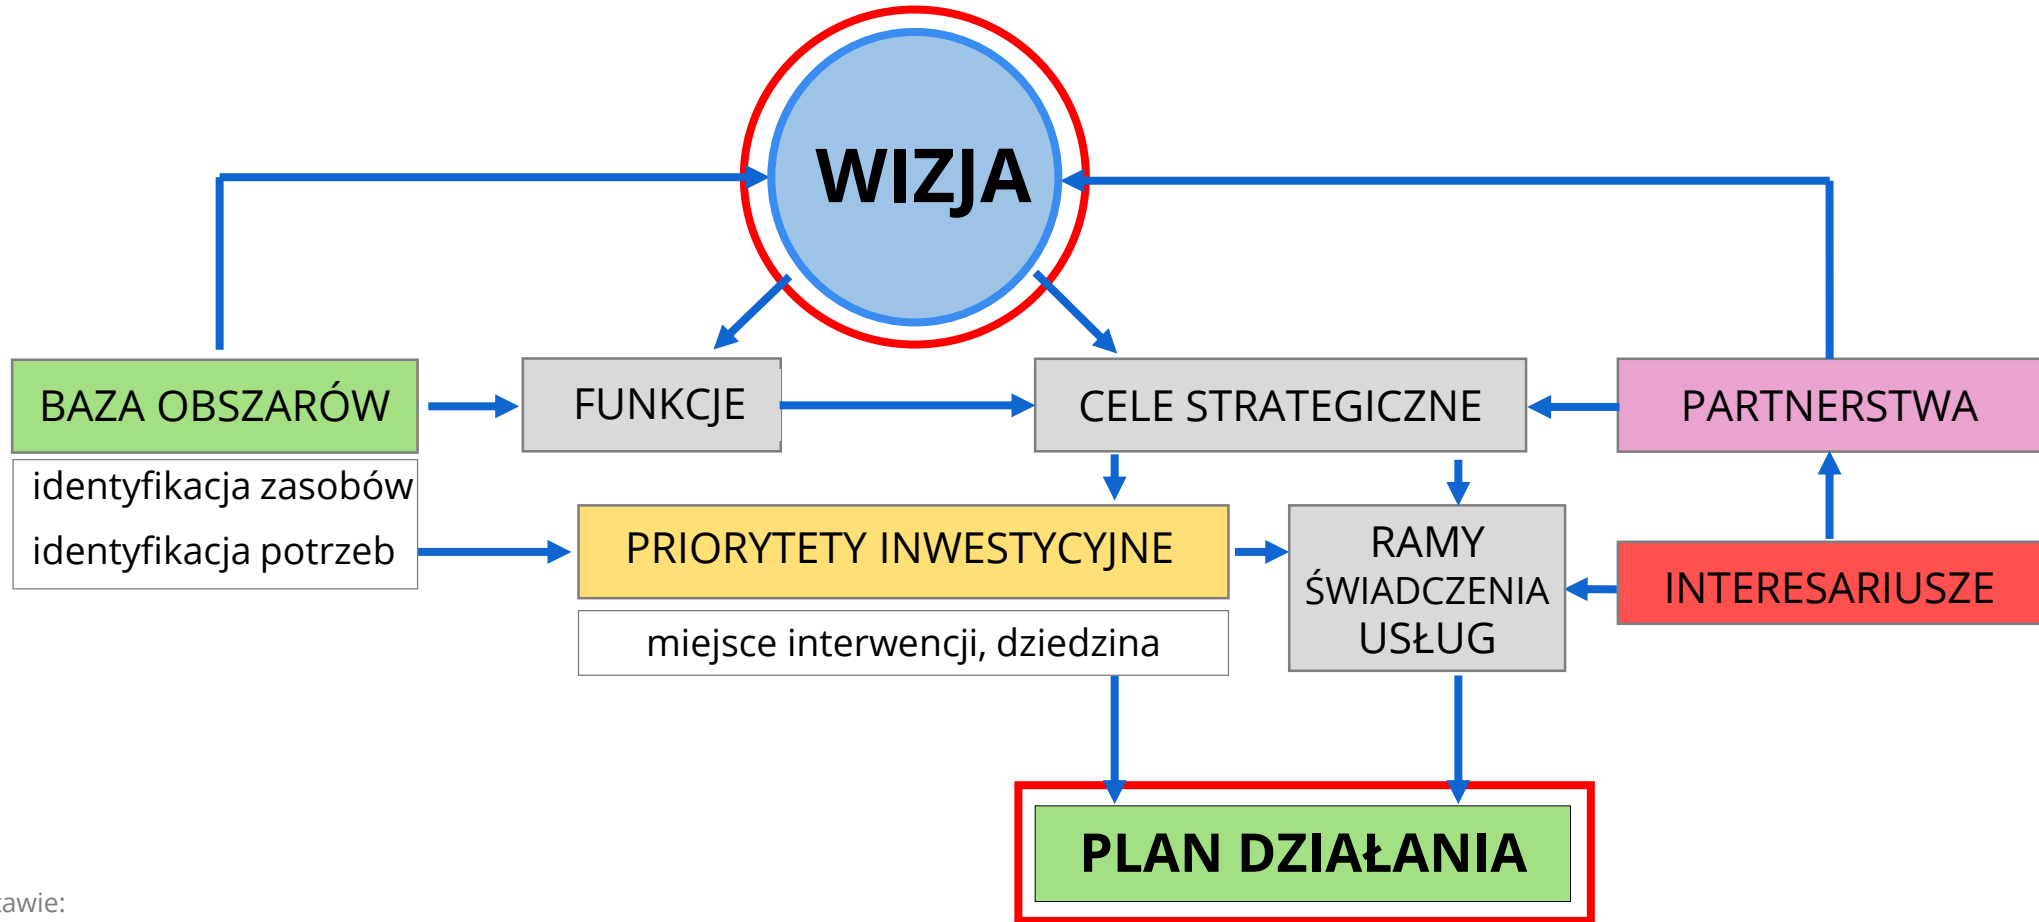 WIZJA
BAZA OBSZARÓW
FUNKCJE
CELE STRATEGICZNE
PARTNERSTWA
identyfikacja zasobów
identyfikacja potrzeb
PRIORYTETY INWESTYCYJNE
RAMY
ŚWIADCZENIA
USŁUG
INTERESARIUSZE
miejsce interwencji, dziedzina
PLAN DZIAŁANIA
tawie: